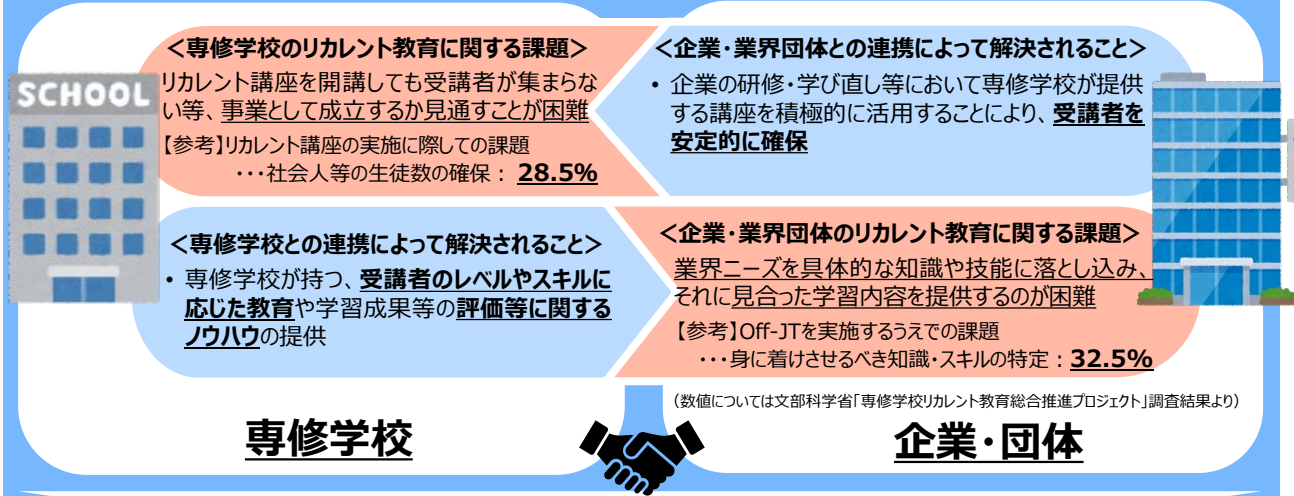 SCHOOL
<専修学校のリカレント教育に関する課題>
リカレント講座を開講しても受講者が集まらな
い等、事業として成立するか見通すことが困難
【参考】リカレント講座の実施に際しての課題
・・・社会人等の生徒数の確保：28.5%
<企業・業界団体との連携によって解決されること>
• 企業の研修・学び直し等において専修学校が提供
する講座を積極的に活用することにより、受講者を
安定的に確保
<専修学校との連携によって解決されること>
• 専修学校が持つ、受講者のレベルやスキルに
応じた教育や学習成果等の評価等に関する
ノウハウの提供
<企業・業界団体のリカレント教育に関する課題>
業界ニーズを具体的な知識や技能に落とし込み、
それに見合った学習内容を提供するのが困難
【参考】Off-JTを実施するうえでの課題
・・・身に着けさせるべき知識・スキルの特定：32.5%
（数値については文部科学省「専修学校リカレント教育総合推進プロジェクト」調査結果より）
専修学校
企業・団体